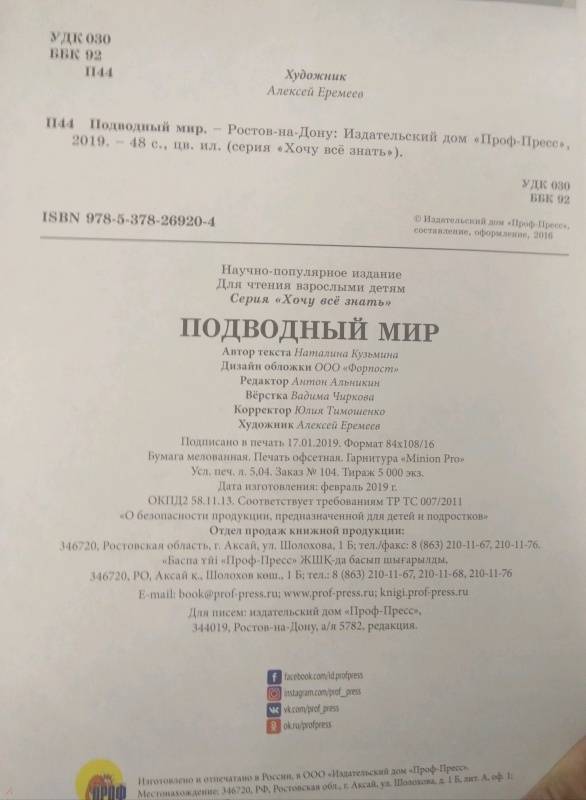 УДК 030
ББК 92
П44
Художник
Алексей Еремеев
П44 Подводный мир. – Ростов-на-Дону: Издательский дом «Проф-Пресс»,
2019. – 48 с., цв. ил. (серия «Хочу всё знать»).
УДК 030
ББК 92
ISBN 978-5-378-26920-4
© Издательский дом «Проф-Пресс»,
составление, оформление, 2016
Научно-популярное издание
Для чтения взрослыми детям
Серия «Хочу всё знать»
ПОДВОДНЫЙ МИР
Автор текста Наталина Кузьмина
Дизайн обложки ООО «Форпост»
Редактор Антон Альникин
Вёрстка Вадима Чиркова
Корректор Юлия Тимошенко
Художник Алексей Еремеев
Подписано в печать 17.01.2019. Формат 84х108/16
Бумага мелованная. Печать офсетная. Гарнитура «Minion Pro»
Усл. печ. л. 5,04. Заказ № 104. Тираж 5 000 экз.
Дата изготовления: февраль 2019 г.
ОКПД2 58.11.13. Соответствует требованиям ТР ТС 007/2011
«О безопасности продукции, предназначенной для детей и подростков»
Отдел продаж книжной продукции:
346720, Ростовская область, г. Аксай, ул. Шолохова, 1 Б; тел./факс: 8 (863) 210-11-67, 210-11-76.
«Баспа үйі «Проф-Пресс» ЖШҚ-да басып шығарылды.
346720, РО, Аксай қ., Шолохов көш., 1 Б; тел.: 8 (863) 210-11-67, 210-11-68, 210-11-76
E-mail: book@prof-press.ru; www.prof-press.ru; knigi.prof-press.ru
Для писем: издательский дом «Проф-Пресс»,
344019, Ростов-на-Дону, а/я 5782, редакция.
facebook.com/id.profpress
instagram.com/prof_press
vk.com/prof_press
ok.ru/profpress
ПРОФ
Изготовлено и отпечатано в России, в ООО «Издательский дом «Проф-Пресс».
Местонахождение: 346720, РФ, Ростовская обл., г. Аксай, ул. Шолохова, д. 1 Б, лит. А, оф. 1;